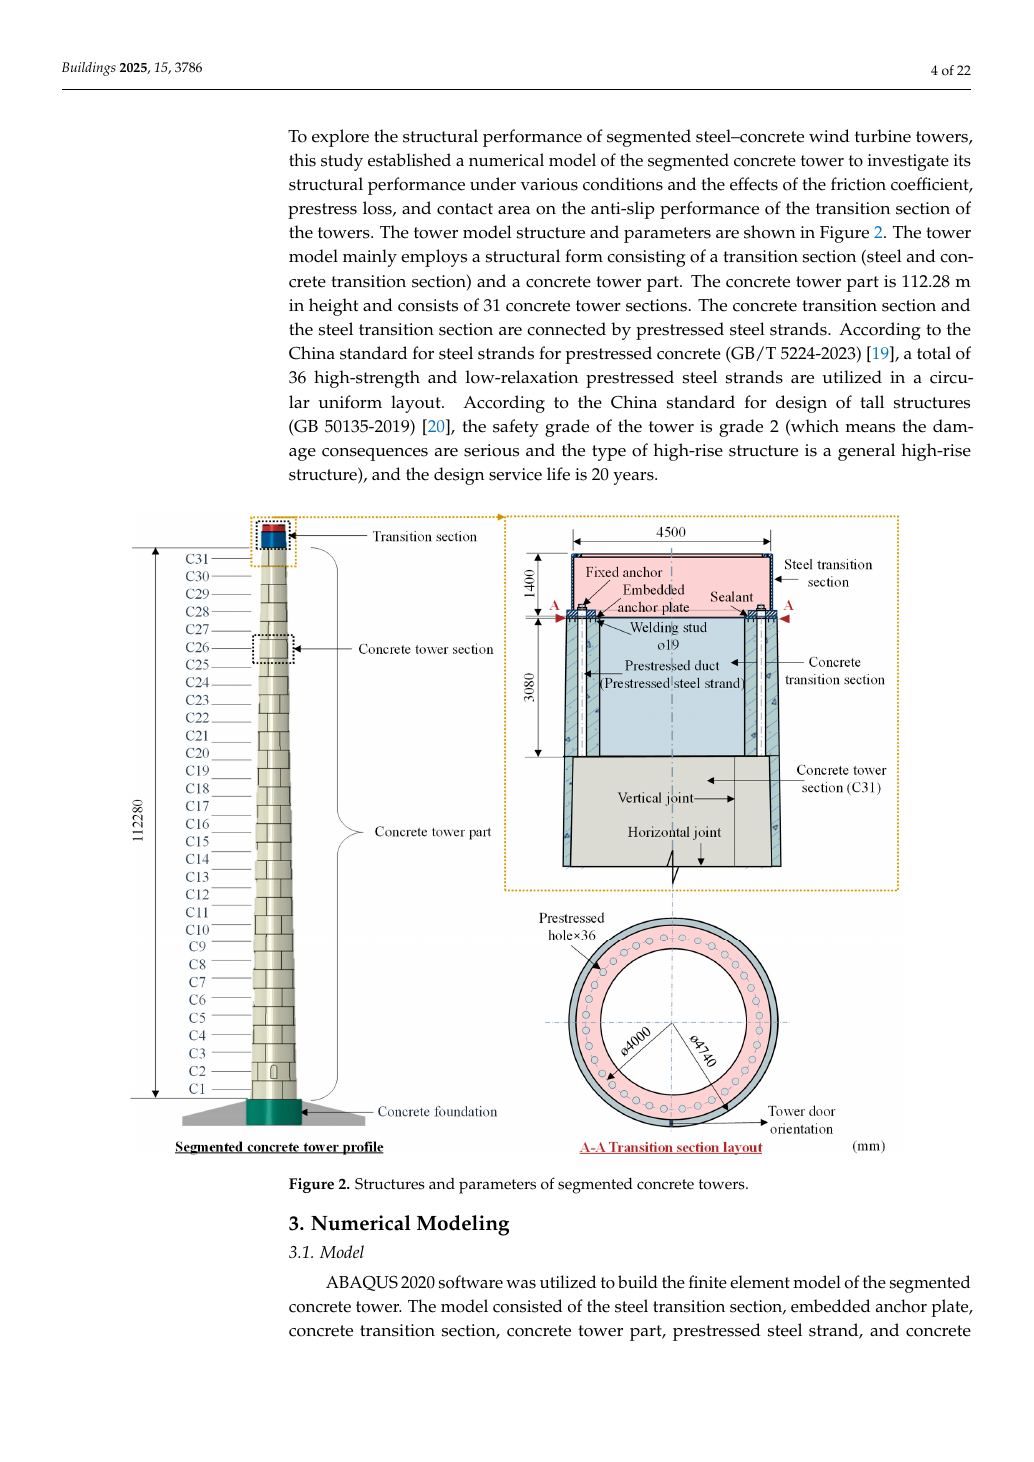 Buildings 2025, 15, 3786
4 of 22
To explore the structural performance of segmented steel–concrete wind turbine towers,
this study established a numerical model of the segmented concrete tower to investigate its
structural performance under various conditions and the effects of the friction coefficient,
prestress loss, and contact area on the anti-slip performance of the transition section of
the towers. The tower model structure and parameters are shown in Figure 2. The tower
model mainly employs a structural form consisting of a transition section (steel and con-
crete transition section) and a concrete tower part. The concrete tower part is 112.28 m
in height and consists of 31 concrete tower sections. The concrete transition section and
the steel transition section are connected by prestressed steel strands. According to the
China standard for steel strands for prestressed concrete (GB/T 5224-2023) [19], a total of
36 high-strength and low-relaxation prestressed steel strands are utilized in a circu-
lar uniform layout. According to the China standard for design of tall structures
(GB 50135-2019) [20], the safety grade of the tower is grade 2 (which means the dam-
age consequences are serious and the type of high-rise structure is a general high-rise
structure), and the design service life is 20 years.
Transition section
C31
C30
C29
C28
C27
C26
C25
C24
C23
C22
C21
C20
C19
C18
C17
C16
C15
C14
C13
C12
C11
C10
C9
C8
C7
C6
C5
C4
C3
C2
C1
112280
Concrete tower section
Concrete tower part
Concrete foundation
Segmented concrete tower profile
4500
1400
3080
Fixed anchor
Embedded
anchor plate
Sealant
Steel transition
section
A
A
Welding stud
ø19
Prestressed duct
(Prestressed steel strand)
Concrete
transition section
Concrete tower
section (C31)
Vertical joint
Horizontal joint
Prestressed
hole×36
ø4000
ø4740
Tower door
orientation
A-A Transition section layout
(mm)
Figure 2. Structures and parameters of segmented concrete towers.
3. Numerical Modeling
3.1. Model
ABAQUS 2020 software was utilized to build the finite element model of the segmented
concrete tower. The model consisted of the steel transition section, embedded anchor plate,
concrete transition section, concrete tower part, prestressed steel strand, and concrete